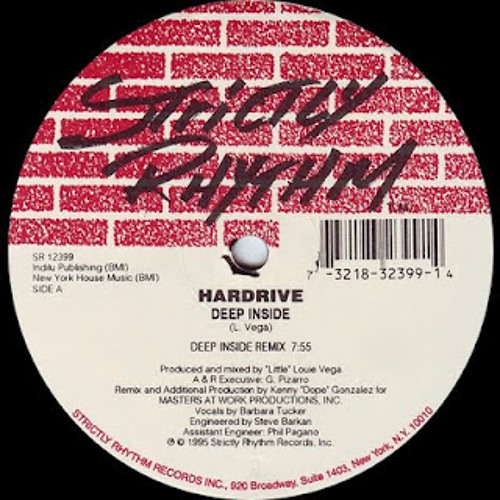 STRICTLY
RHYTHM
SR 12399
Indilu Publishing (BMI)
New York House Music (BMI)
SIDE A
7 -3218-32399-1 4
HARDRIVE
DEEP INSIDE
(L. Vega)
DEEP INSIDE REMIX 7:55
Produced and mixed by "Little" Louie Vega
A & R Executive: G. Pizarro
Remix and Additional Production by Kenny "Dope" Gonzalez for
MASTERS AT WORK PRODUCTIONS, INC.
Vocals by Barbara Tucker
Engineered by Steve Barkan
Assistant Engineer: Phil Pagano
℗ © 1995 Strictly Rhythm Records, Inc.
STRICTLY RHYTHM RECORDS INC., 920 Broadway, Suite 1403, New York, N.Y. 10010